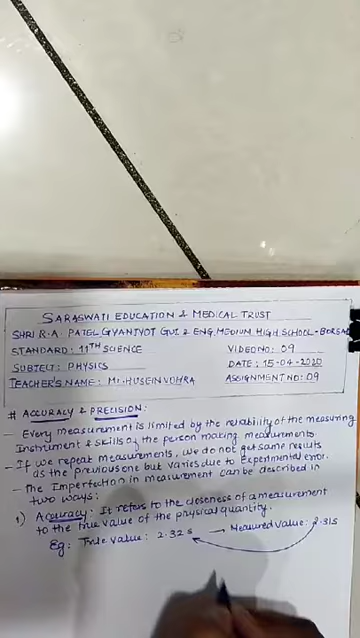 SARASWATI EDUCATION & MEDICAL TRUST
SHRI R.A. PATEL GYANJYOT GUJ & ENG. MEDIUM HIGH SCHOOL - BORSAD
STANDARD: 11TH SCIENCE VIDEO NO: 09
SUBJECT: PHYSICS DATE: 15-04-2020
TEACHER'S NAME: Mr. HUSEIN VOHRA ASSIGNMENT NO: 09
# ACCURACY & PRECISION:
- Every measurement is limited by the reliability of the measuring
Instrument & skills of the person making measurements
- If we repeat measurements, we do not get same results
as the previous one but varies due to Experimental error.
- The Imperfection in measurement can be described in
two ways:
1) Accuracy: It refers to the closeness of a measurement
to the true value of the physical quantity.
Eg: True value: 2.32s → Measured value: 2.31s